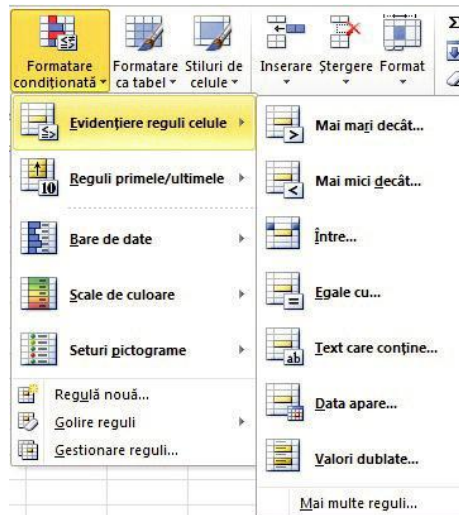 Formatare condiționată
Formatare ca tabel
Stiluri de celule
Inserare
Ștergere
Format
Σ
Evidențiere reguli celule
Reguli primele/ultimele
10
Bare de date
Scale de culoare
Seturi pictograme
Regulă nouă...
Golire reguli
Gestionare reguli...
Mai mari decât...
Mai mici decât...
Între...
Egale cu...
ab
Text care conține...
Data apare...
Valori dublate...
Mai multe reguli...